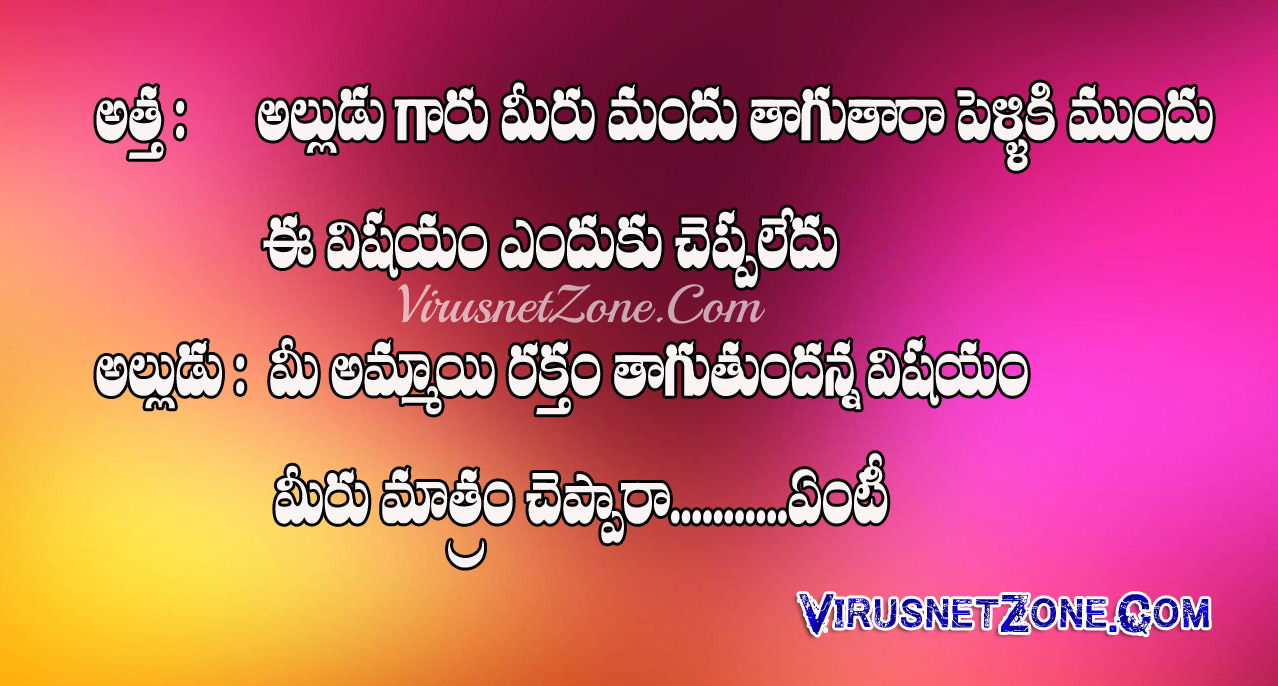 అత్త : అల్లుడు గారు మీరు మందు తాగుతారా పెళ్ళికి ముందు
ఈ విషయం ఎందుకు చెప్పలేదు
VirusnetZone.Com
అల్లుడు : మీ అమ్మాయి రక్తం తాగుతుందన్న విషయం
మీరు మాత్రం చెప్పారా...........ఏంటీ
VirusnetZone.Com